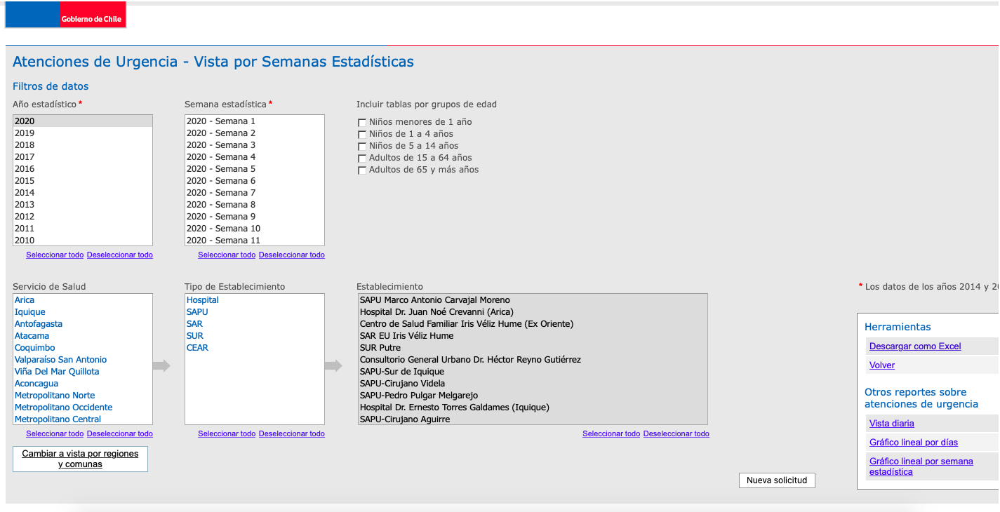 Gobierno de Chile
Atenciones de Urgencia - Vista por Semanas Estadísticas
Filtros de datos
Año estadístico *
2020
2019
2018
2017
2016
2015
2014
2013
2012
2011
2010
Seleccionar todo Deseleccionar todo
Semana estadística *
2020 - Semana 1
2020 - Semana 2
2020 - Semana 3
2020 - Semana 4
2020 - Semana 5
2020 - Semana 6
2020 - Semana 7
2020 - Semana 8
2020 - Semana 9
2020 - Semana 10
2020 - Semana 11
Seleccionar todo Deseleccionar todo
Incluir tablas por grupos de edad
Niños menores de 1 año
Niños de 1 a 4 años
Niños de 5 a 14 años
Adultos de 15 a 64 años
Adultos de 65 y más años
Servicio de Salud
Arica
Iquique
Antofagasta
Atacama
Coquimbo
Valparaíso San Antonio
Viña Del Mar Quillota
Aconcagua
Metropolitano Norte
Metropolitano Occidente
Metropolitano Central
Seleccionar todo Deseleccionar todo
Cambiar a vista por regiones
y comunas
Tipo de Establecimiento
Hospital
SAPU
SAR
SUR
CEAR
Seleccionar todo Deseleccionar todo
Establecimiento
SAPU Marco Antonio Carvajal Moreno
Hospital Dr. Juan Noé Crevanni (Arica)
Centro de Salud Familiar Iris Véliz Hume (Ex Oriente)
SAR EU Iris Véliz Hume
SUR Putre
Consultorio General Urbano Dr. Héctor Reyno Gutiérrez
SAPU-Sur de Iquique
SAPU-Cirujano Videla
SAPU-Pedro Pulgar Melgarejo
Hospital Dr. Ernesto Torres Galdames (Iquique)
SAPU-Cirujano Aguirre
Seleccionar todo Deseleccionar todo
Nueva solicitud
* Los datos de los años 2014 y
Herramientas
Descargar como Excel
Volver
Otros reportes sobre
atenciones de urgencia
Vista diaria
Gráfico lineal por días
Gráfico lineal por semana
estadística